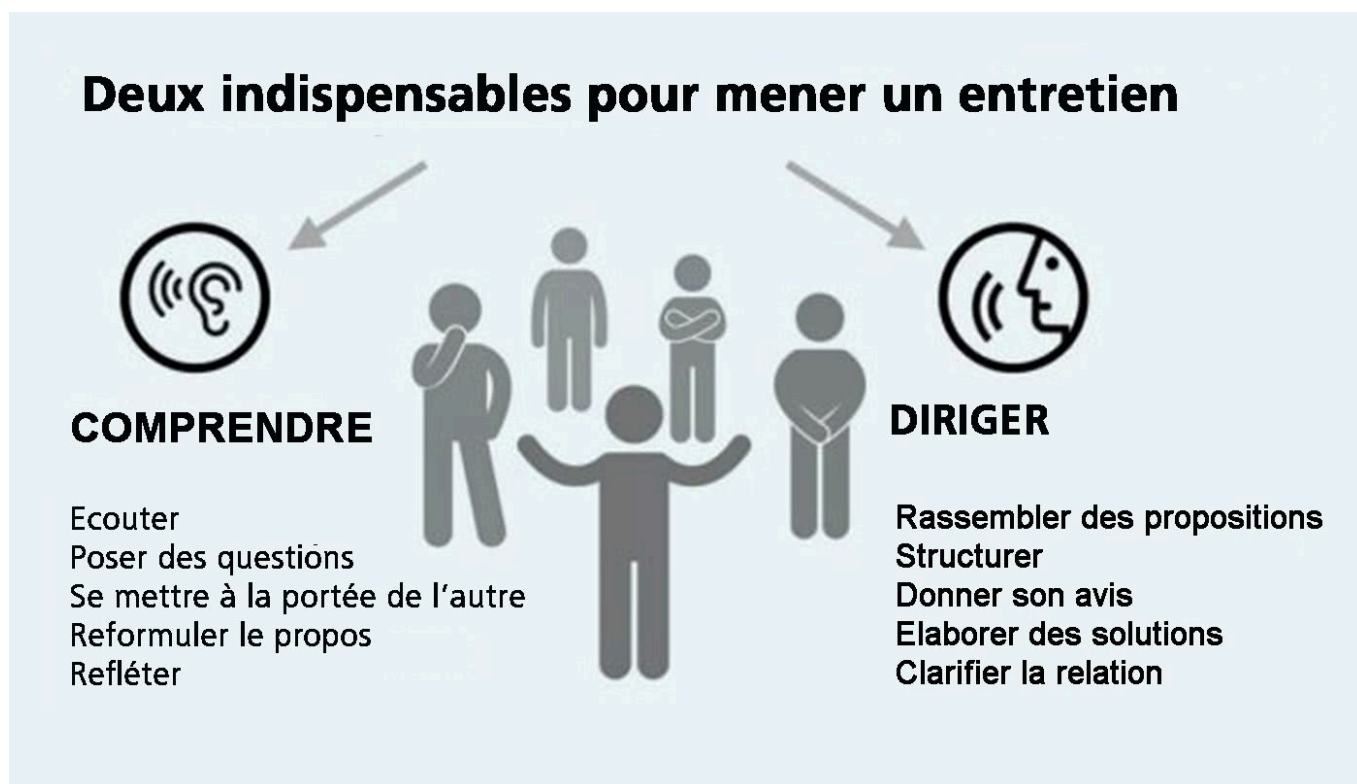 Deux indispensables pour mener un entretien
COMPRENDRE
Ecouter
Poser des questions
Se mettre à la portée de l'autre
Reformuler le propos
Refléter
DIRIGER
Rassembler des propositions
Structurer
Donner son avis
Elaborer des solutions
Clarifier la relation